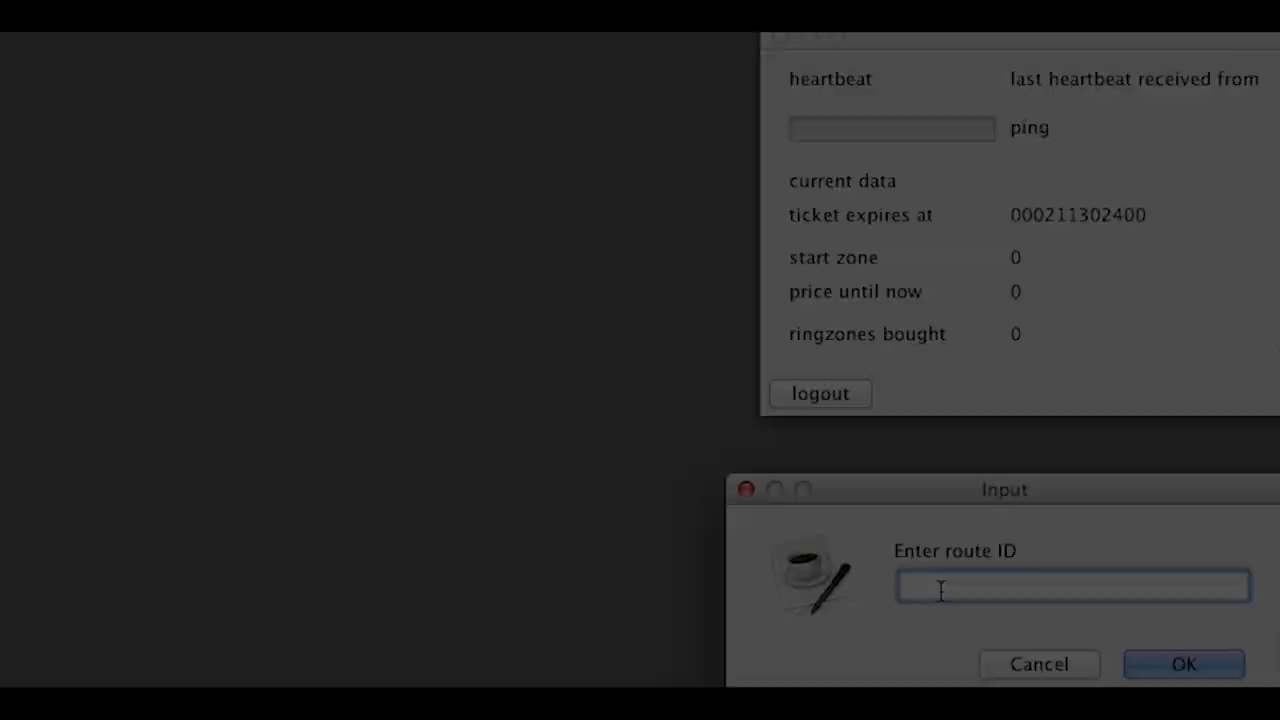 heartbeat last heartbeat received from
ping
current data
ticket expires at 000211302400
start zone 0
price until now 0
ringzones bought 0
logout
Input
Enter route ID
Cancel OK